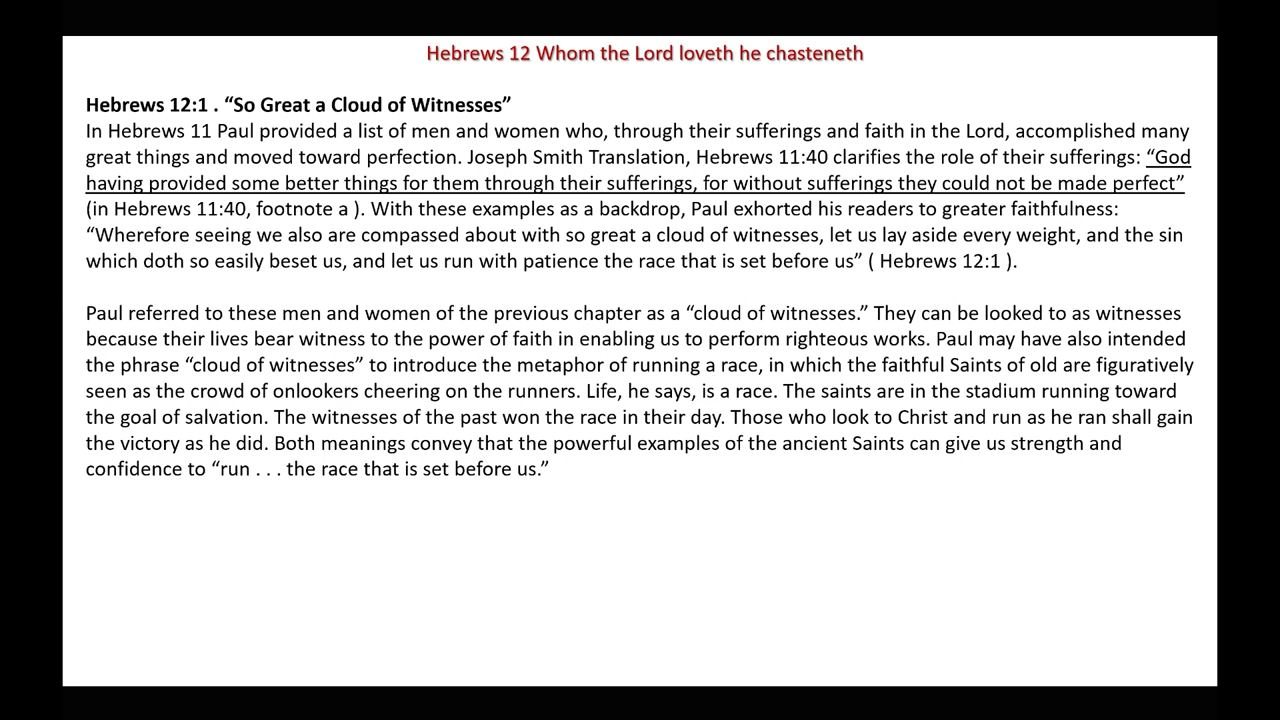 Hebrews 12 Whom the Lord loveth he chasteneth
Hebrews 12:1 . “So Great a Cloud of Witnesses”
In Hebrews 11 Paul provided a list of men and women who, through their sufferings and faith in the Lord, accomplished many
great things and moved toward perfection. Joseph Smith Translation, Hebrews 11:40 clarifies the role of their sufferings: “God
having provided some better things for them through their sufferings, for without sufferings they could not be made perfect”
(in Hebrews 11:40, footnote a ). With these examples as a backdrop, Paul exhorted his readers to greater faithfulness:
“Wherefore seeing we also are compassed about with so great a cloud of witnesses, let us lay aside every weight, and the sin
which doth so easily beset us, and let us run with patience the race that is set before us” ( Hebrews 12:1 ).
Paul referred to these men and women of the previous chapter as a “cloud of witnesses.” They can be looked to as witnesses
because their lives bear witness to the power of faith in enabling us to perform righteous works. Paul may have also intended
the phrase “cloud of witnesses” to introduce the metaphor of running a race, in which the faithful Saints of old are figuratively
seen as the crowd of onlookers cheering on the runners. Life, he says, is a race. The saints are in the stadium running toward
the goal of salvation. The witnesses of the past won the race in their day. Those who look to Christ and run as he ran shall gain
the victory as he did. Both meanings convey that the powerful examples of the ancient Saints can give us strength and
confidence to “run . . . the race that is set before us.”